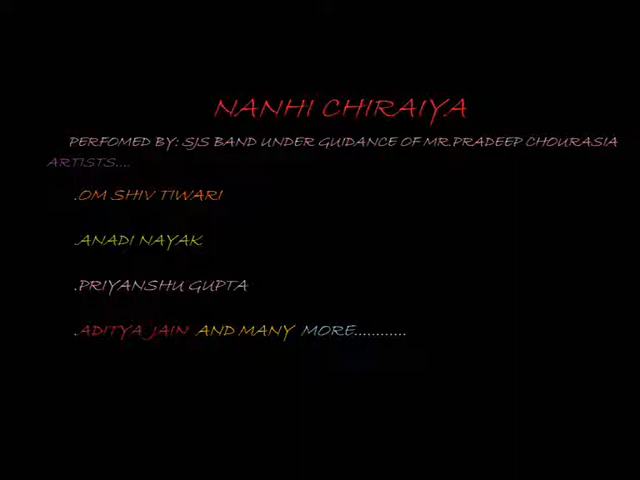 NANHI CHIRAIYA
PERFOMED BY: SJS BAND UNDER GUIDANCE OF MR.PRADEEP CHOURASIA
ARTISTS....
.OM SHIV TIWARI
.ANADI NAYAK
.PRIYANSHU GUPTA
.ADITYA JAIN AND MANY MORE............